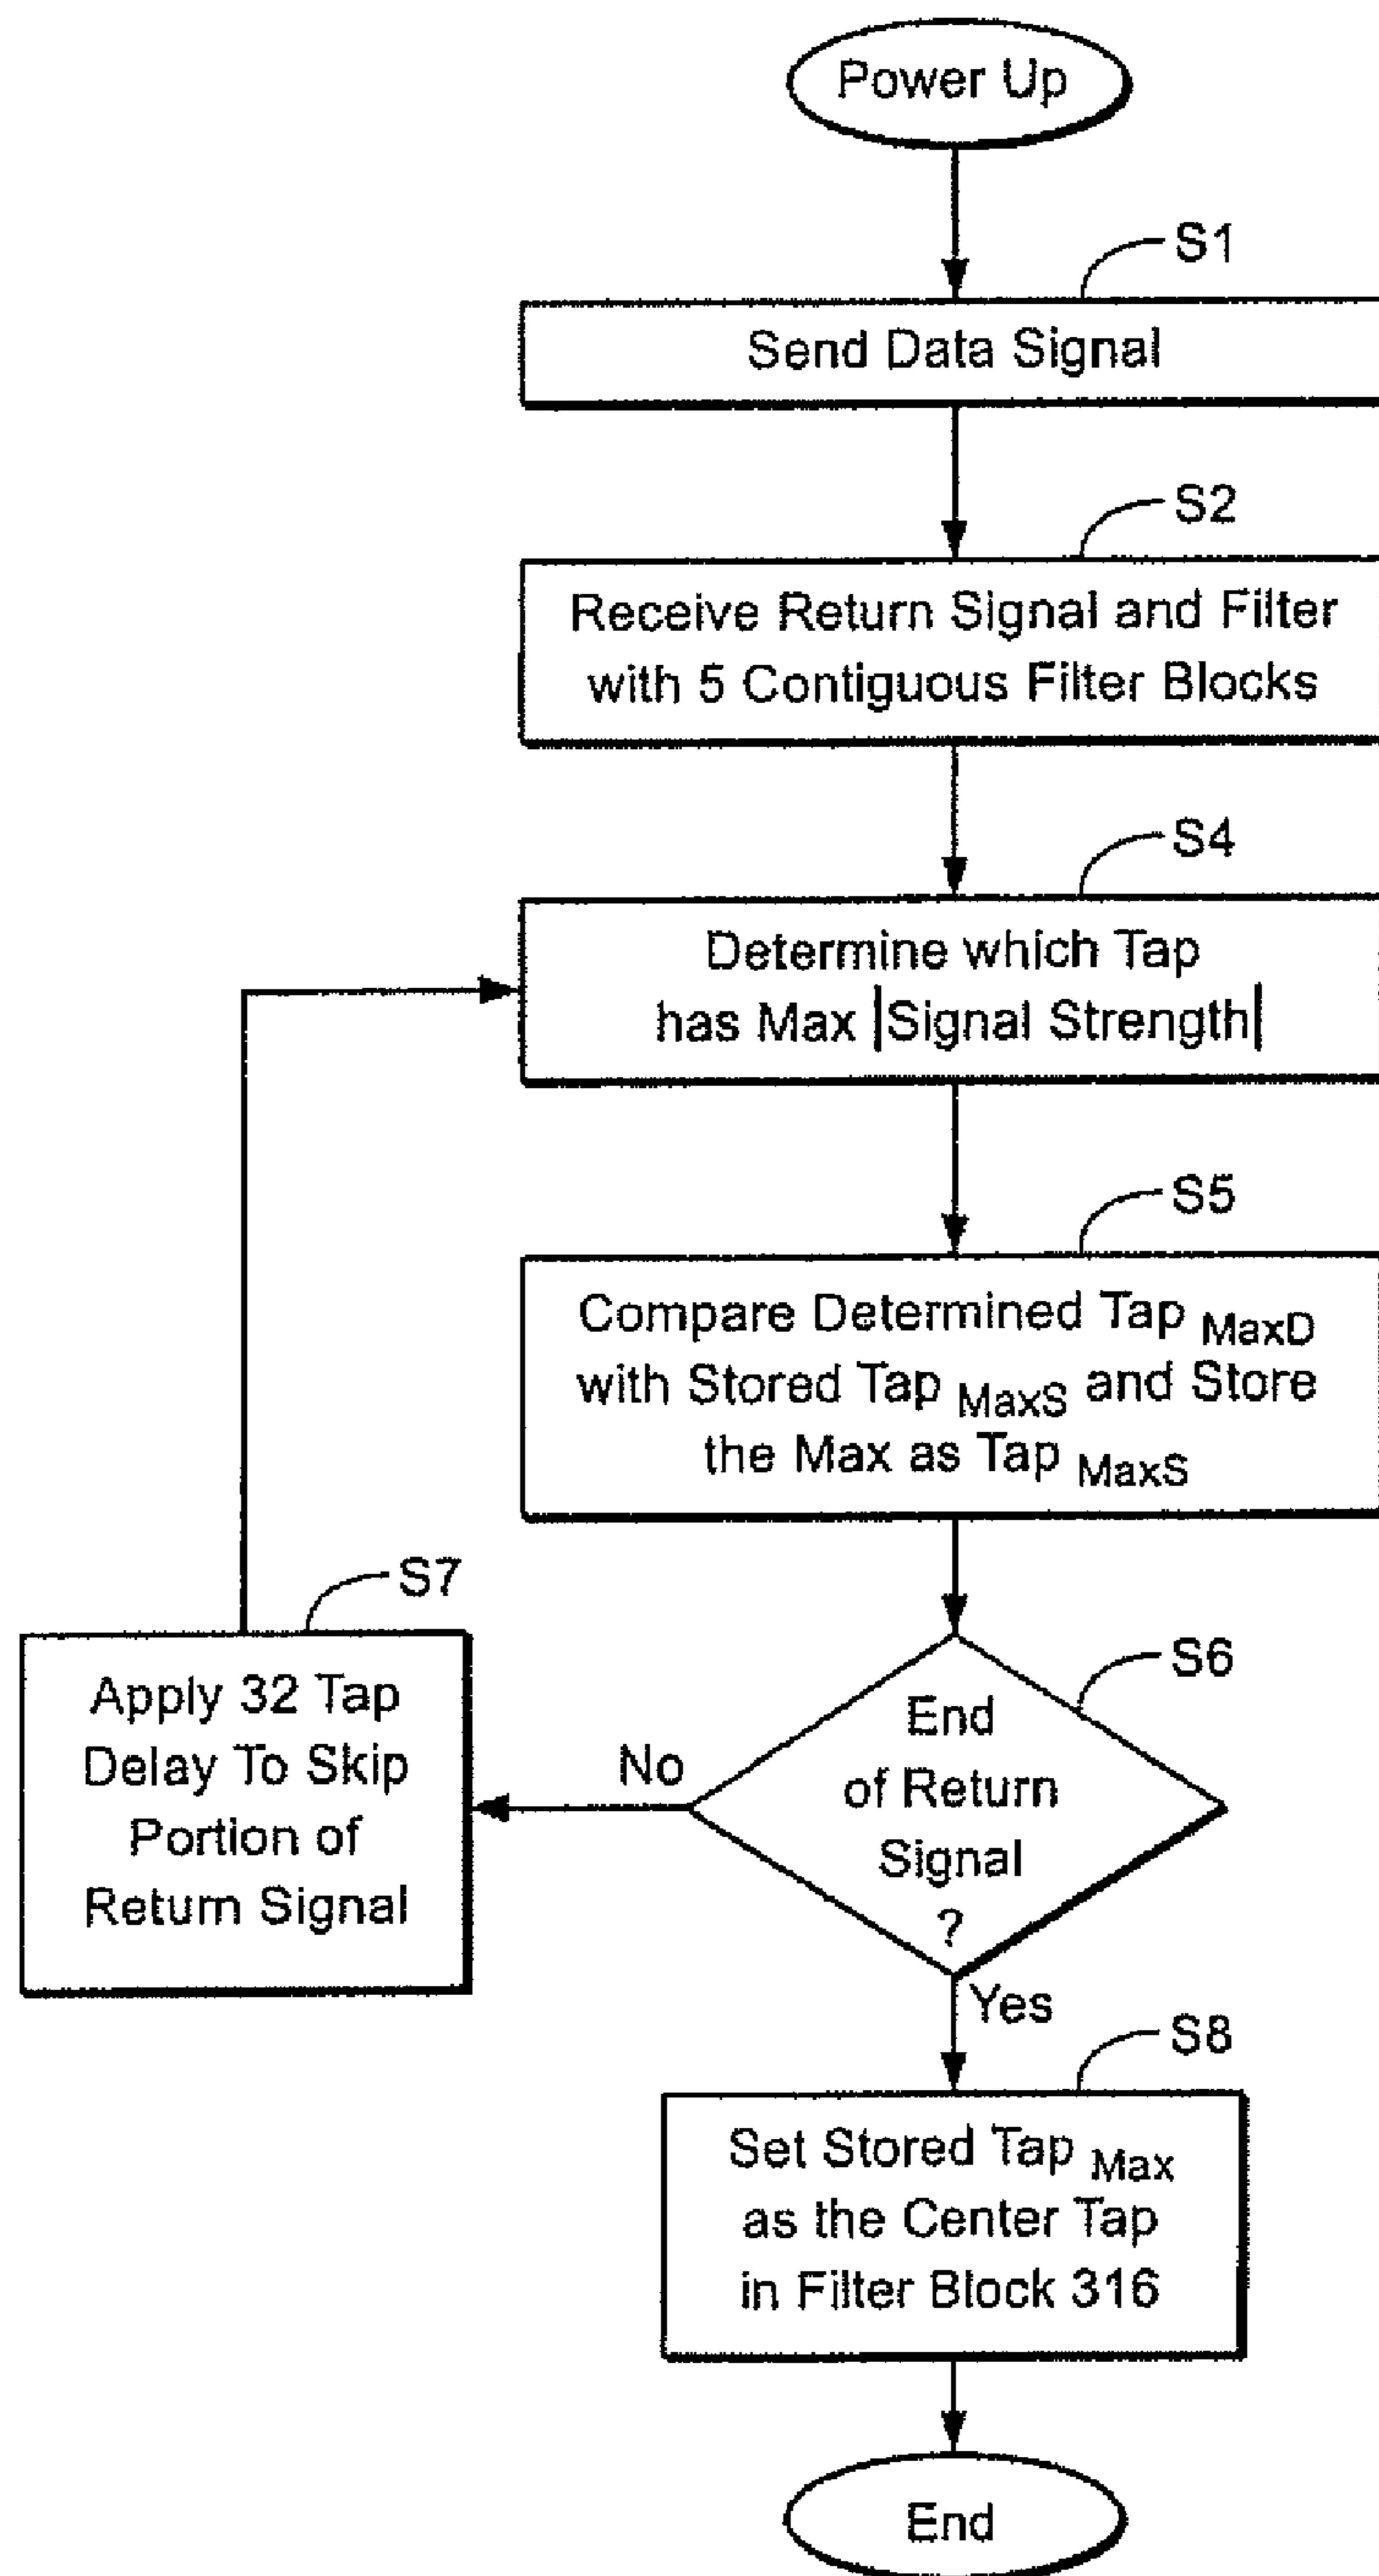 Power Up
S1
Send Data Signal
S2
Receive Return Signal and Filter
with 5 Contiguous Filter Blocks
S4
Determine which Tap
has Max |Signal Strength|
S5
Compare Determined Tap MaxD
with Stored Tap MaxS and Store
the Max as Tap MaxS
S7
Apply 32 Tap
Delay To Skip
Portion of
Return Signal
No
S6
End
of Return
Signal
?
Yes
S8
Set Stored Tap Max
as the Center Tap
in Filter Block 316
End